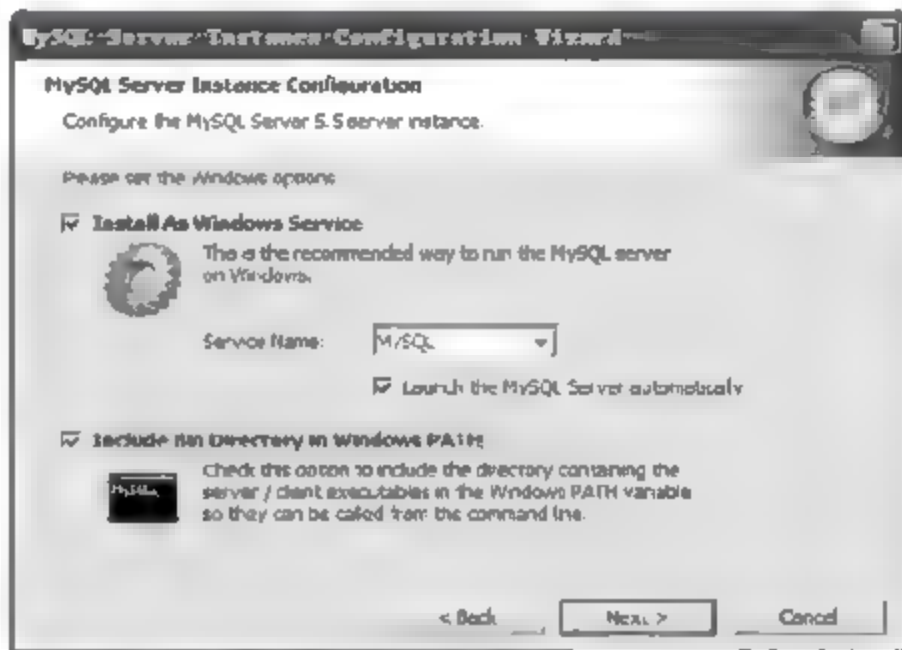 MySQL Server Instance Configuration Wizard
MySQL Server Instance Configuration
Configure the MySQL Server 5.5 server instance.
Please set the Windows options
Install As Windows Service
This is the recommended way to run the MySQL server
on Windows.
Service Name:
MySQL
Launch the MySQL Server automatically
Include Bin Directory in Windows PATH
Check this option to include the directory containing the
server / client executables in the Windows PATH variable
so they can be called from the command line.
< Back
Next >
Cancel